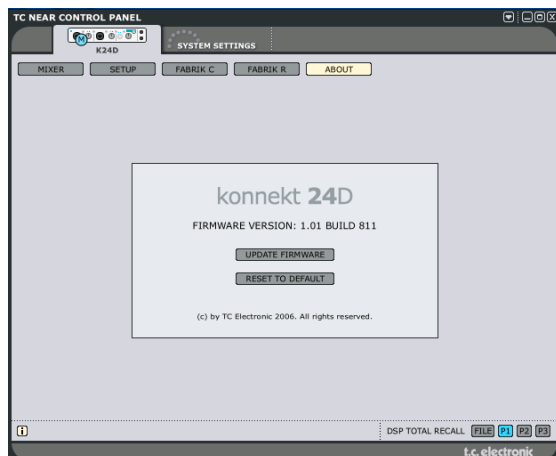 TC NEAR CONTROL PANEL
M
K24D
SYSTEM SETTINGS
MIXER SETUP FABRIK C FABRIK R ABOUT
konnekt 24D
FIRMWARE VERSION: 1.01 BUILD 811
UPDATE FIRMWARE
RESET TO DEFAULT
(c) by TC Electronic 2006. All rights reserved.
i DSP TOTAL RECALL FILE P1 P2 P3
t.c. electronic